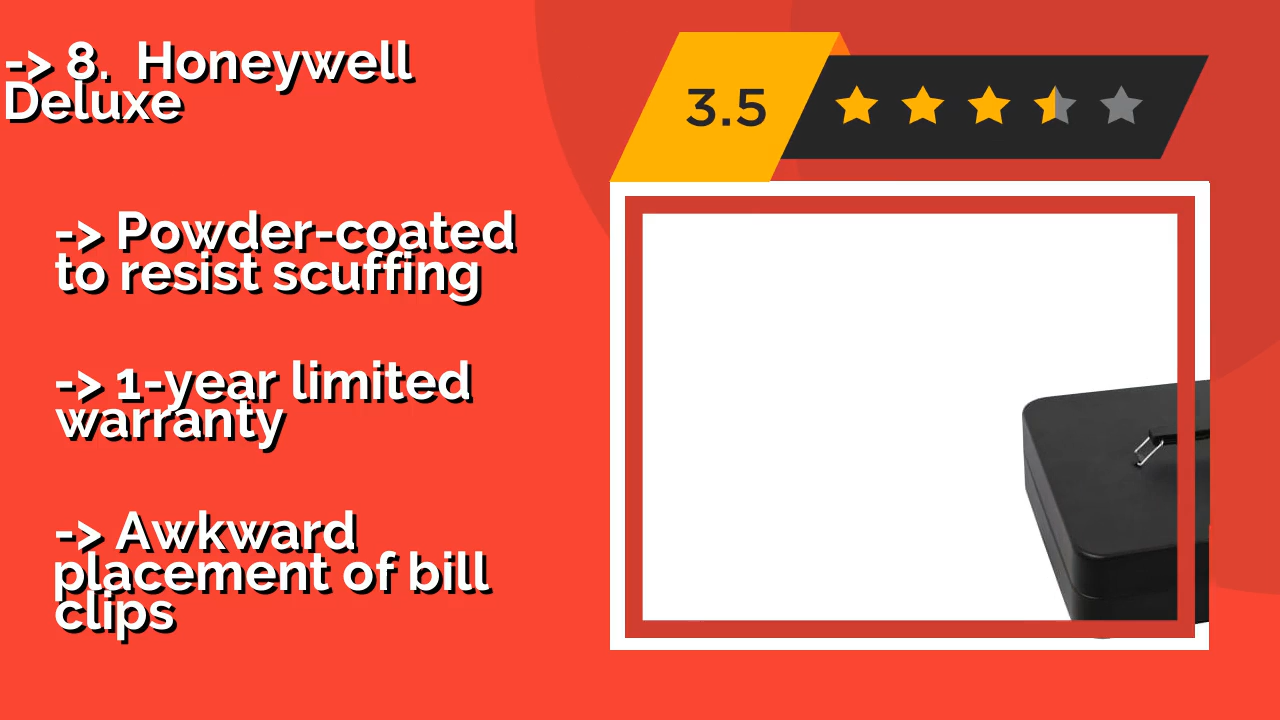 -> 8.  Honeywell
Deluxe
3.5
-> Powder-coated
to resist scuffing
-> 1-year limited
warranty
-> Awkward
placement of bill
clips